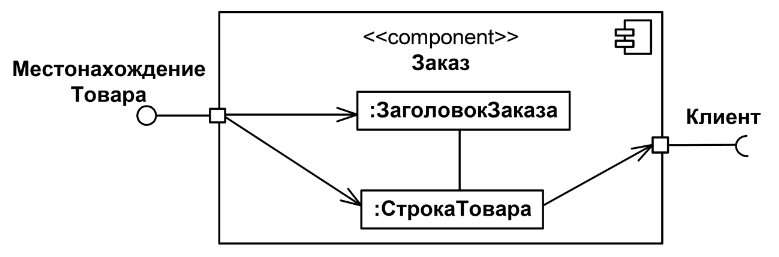 <<component>>
Заказ
Местонахождение
Товара
:ЗаголовокЗаказа
Клиент
:СтрокаТовара